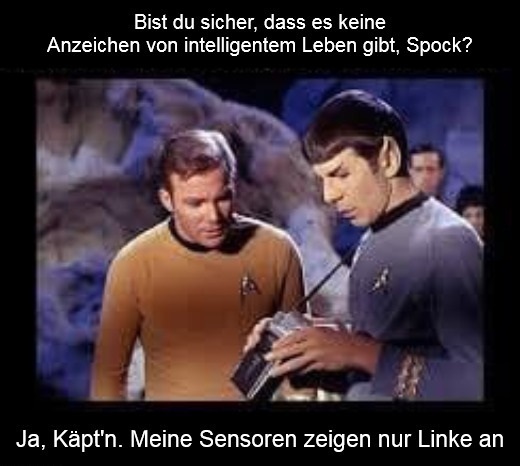 Bist du sicher, dass es keine
Anzeichen von intelligentem Leben gibt, Spock?
Ja, Käpt'n. Meine Sensoren zeigen nur Linke an